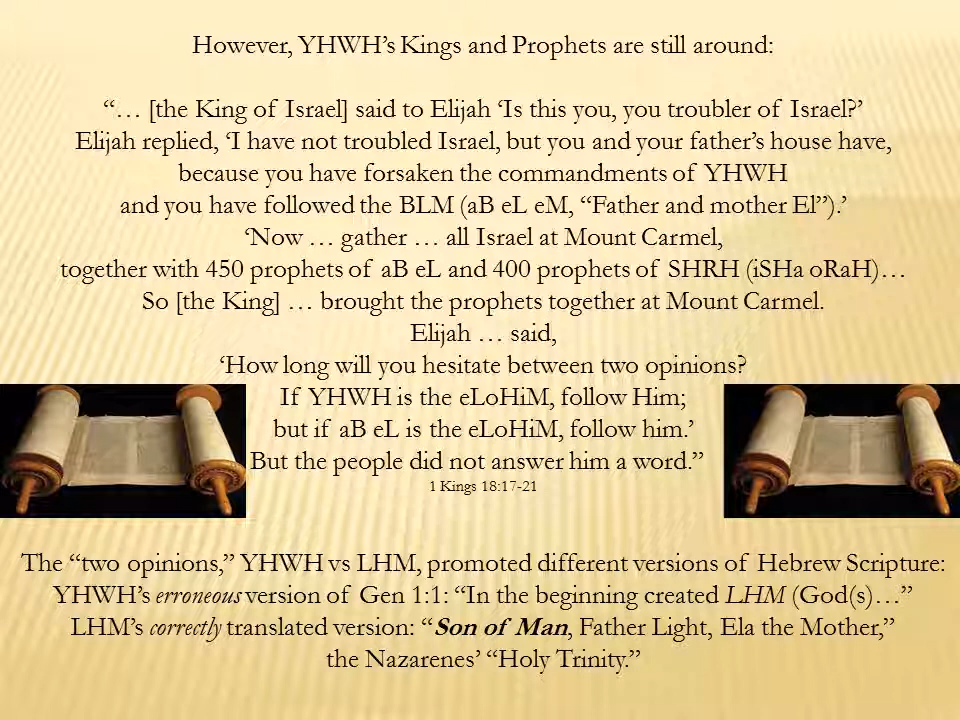 However, YHWH’s Kings and Prophets are still around:
“… [the King of Israel] said to Elijah ‘Is this you, you troubler of Israel?’
Elijah replied, ‘I have not troubled Israel, but you and your father’s house have,
because you have forsaken the commandments of YHWH
and you have followed the BLM (aB eL eM, “Father and mother El”).’
‘Now … gather … all Israel at Mount Carmel,
together with 450 prophets of aB eL and 400 prophets of SHRH (iSHa oRaH)…
So [the King] … brought the prophets together at Mount Carmel.
Elijah … said,
‘How long will you hesitate between two opinions?
If YHWH is the eLoHiM, follow Him;
but if aB eL is the eLoHiM, follow him.’
But the people did not answer him a word.”
1 Kings 18:17-21
The “two opinions,” YHWH vs LHM, promoted different versions of Hebrew Scripture:
YHWH’s erroneous version of Gen 1:1: “In the beginning created LHM (God(s)…”
LHM’s correctly translated version: “Son of Man, Father Light, Ela the Mother,”
the Nazarenes’ “Holy Trinity.”